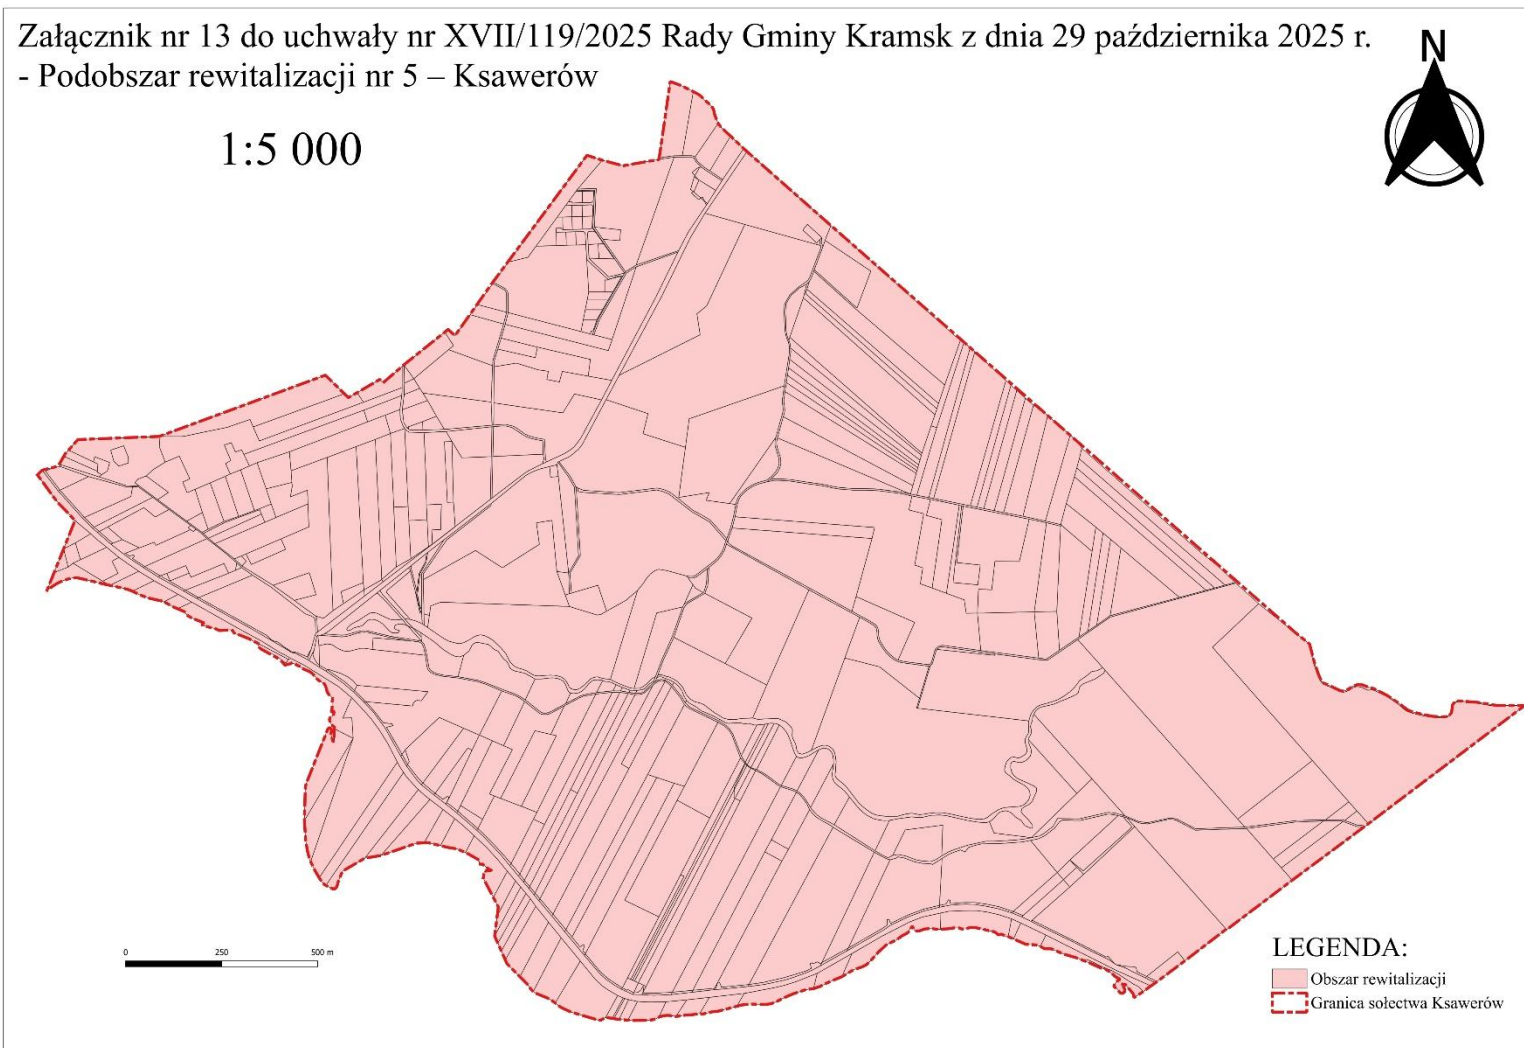 Załącznik nr 13 do uchwały nr XVII/119/2025 Rady Gminy Kramsk z dnia 29 października 2025 r.
- Podobszar rewitalizacji nr 5 – Ksawerów
N
1:5 000
0 250 500 m
LEGENDA:
Obszar rewitalizacji
Granica sołectwa Ksawerów